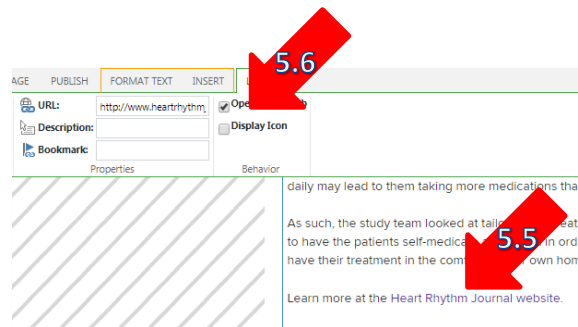 5.6
AGE PUBLISH FORMAT TEXT INSERT
URL: http://www.heartrhythm
Description: Display Icon
Bookmark:
Properties Behavior
daily may lead to them taking more medications tha
As such, the study team looked at
to have the patients self-medica 5.5 in ord
have their treatment in the own hom
Learn more at the Heart Rhythm Journal website.